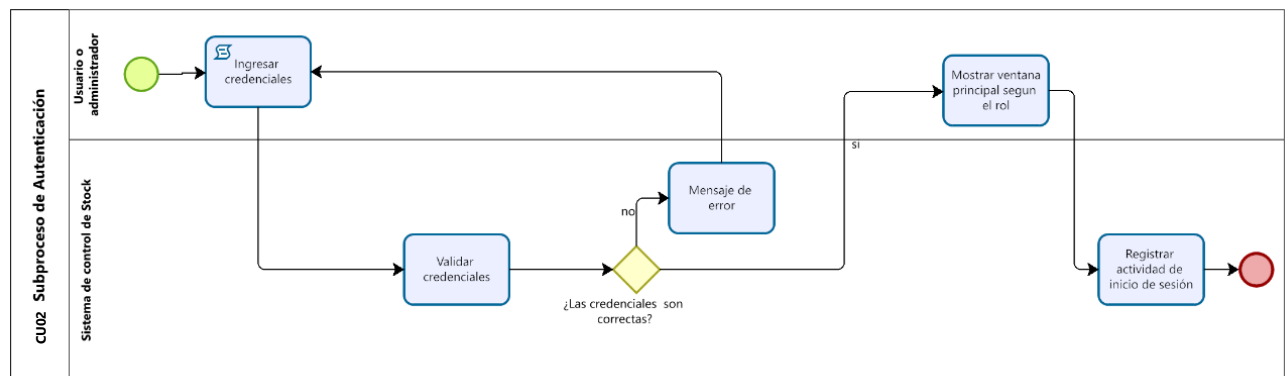 CU02 Subproceso de Autenticación
Usuario o
administrador
Ingresar
credenciales
Mostrar ventana
principal segun
el rol
si
Sistema de control de Stock
Mensaje de
error
no
Validar
credenciales
¿Las credenciales son
correctas?
Registrar
actividad de
inicio de sesión